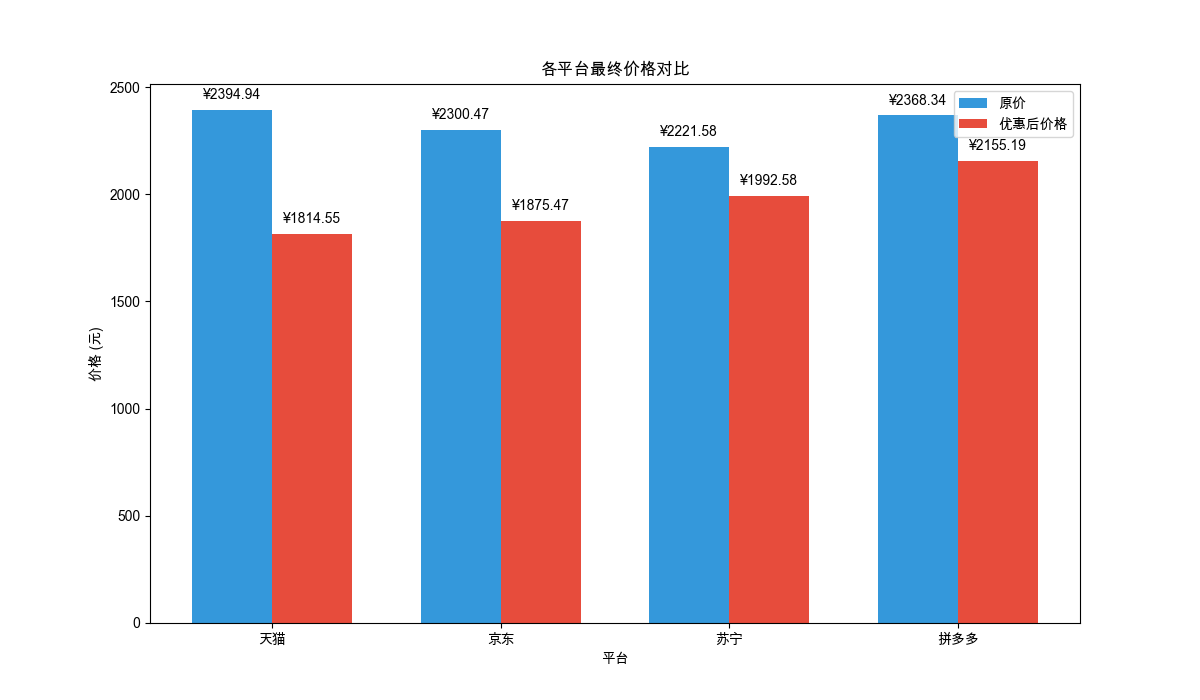 各平台最终价格对比
2500
2000
1500
1000
500
0
价格 (元)
¥2394.94
¥1814.55
¥2300.47
¥1875.47
¥2221.58
¥1992.58
¥2368.34
¥2155.19
原价
优惠后价格
天猫
京东
苏宁
拼多多
平台